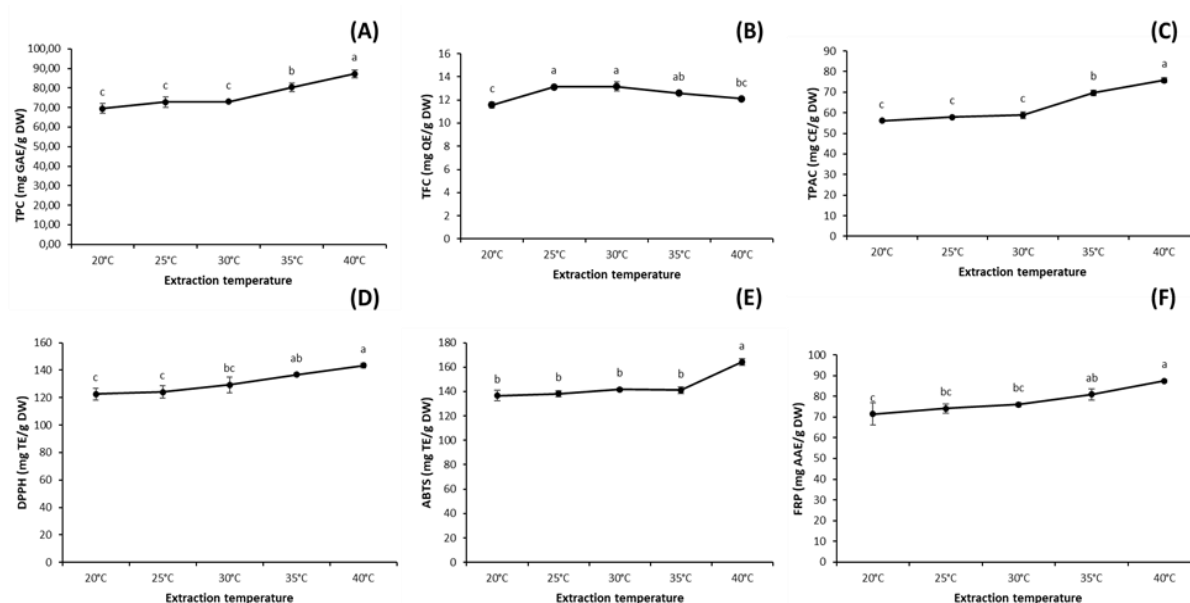 (A)
TPC (mg GAE/g DW)
100,00
90,00
80,00
70,00
60,00
50,00
40,00
30,00
20,00
10,00
0,00
c
c
c
b
a
20°C 25°C 30°C 35°C 40°C
Extraction temperature
(B)
TFC (mg QE/g DW)
16
14
12
10
8
6
4
2
0
c
a
a
ab
bc
20°C 25°C 30°C 35°C 40°C
Extraction temperature
(C)
TPAC (mg CE/g DW)
90
80
70
60
50
40
30
20
10
0
c
c
c
b
a
20°C 25°C 30°C 35°C 40°C
Extraction temperature
(D)
DPPH (mg TE/g DW)
160
140
120
100
80
60
40
20
0
c
c
bc
ab
a
20°C 25°C 30°C 35°C 40°C
Extraction temperature
(E)
ABTS (mg TE/g DW)
180
160
140
120
100
80
60
40
20
0
b
b
b
b
a
20°C 25°C 30°C 35°C 40°C
Extraction temperature
(F)
FRP (mg AAE/g DW)
100
90
80
70
60
50
40
30
20
10
0
c
bc
bc
ab
a
20°C 25°C 30°C 35°C 40°C
Extraction temperature